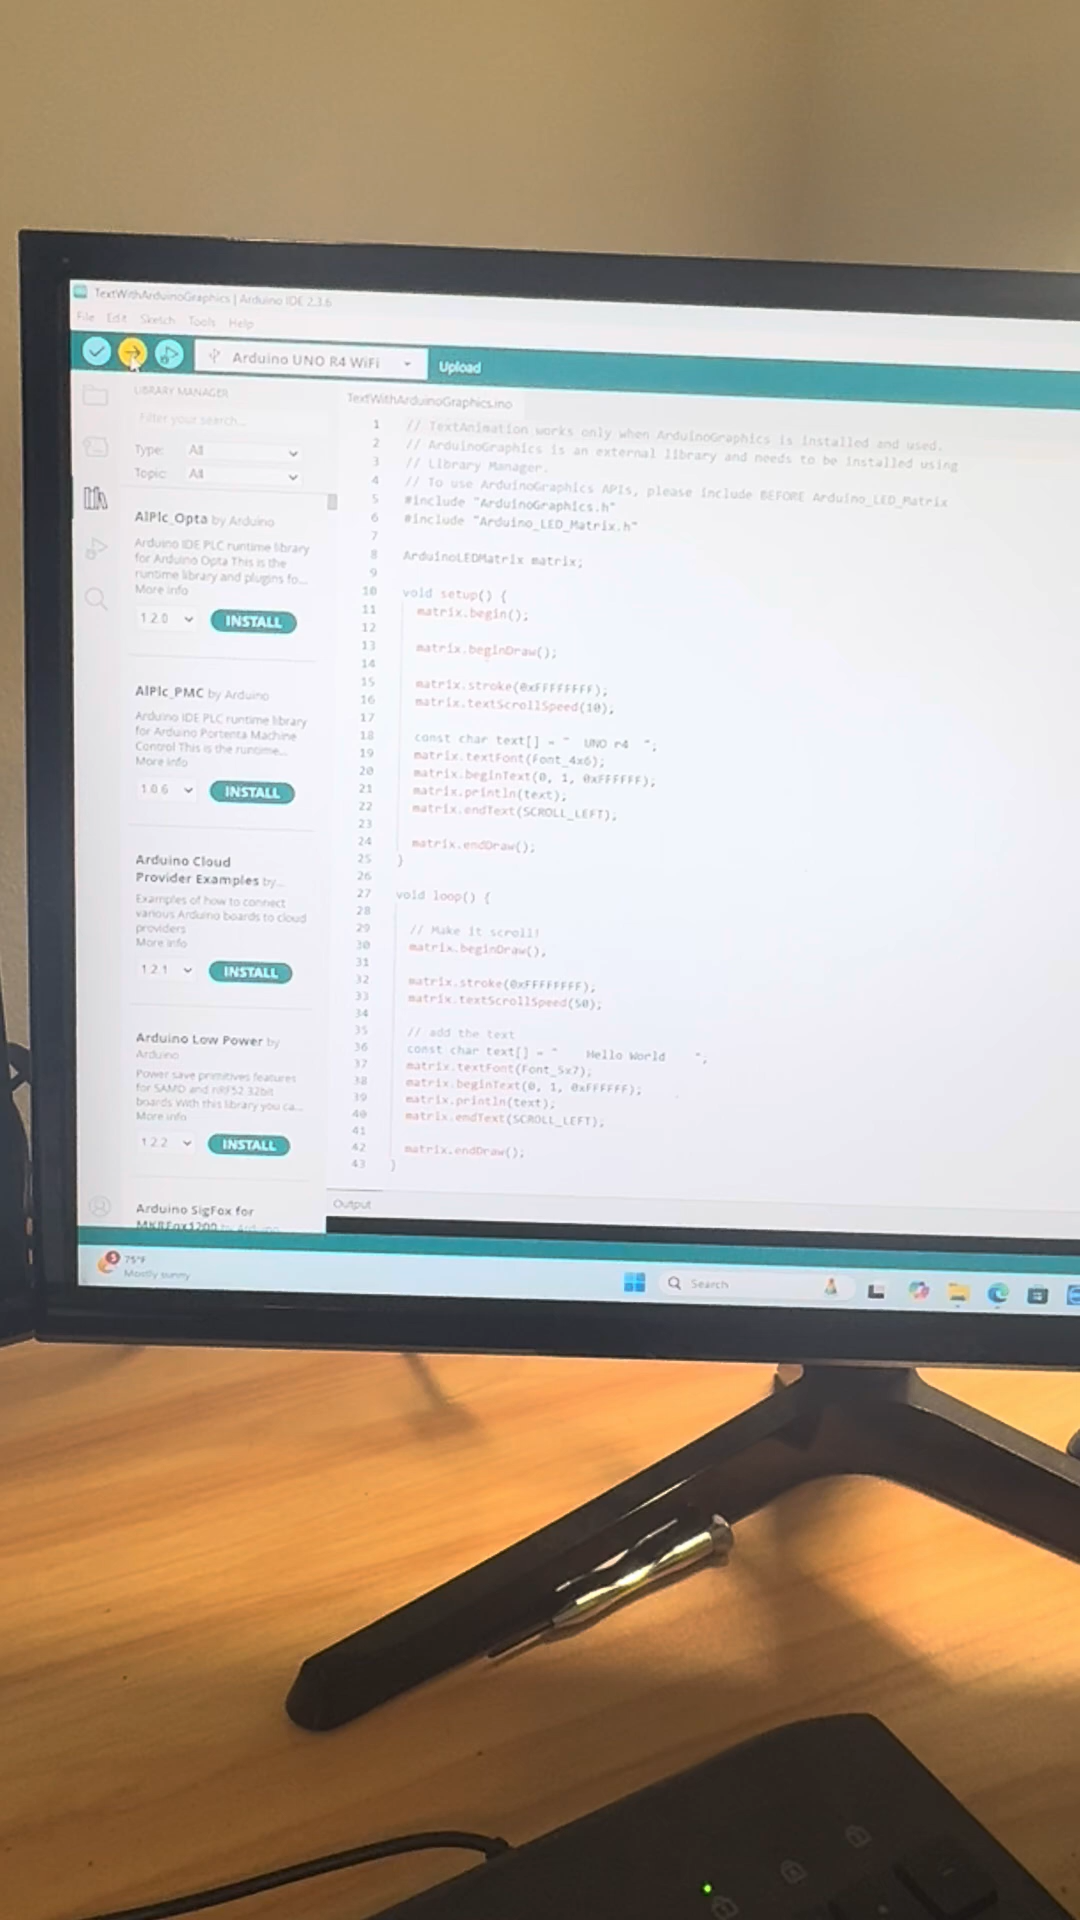 TextWithArduinoGraphics | Arduino IDE 2.3.6
File Edit Sketch Tools Help
Arduino UNO R4 WiFi
Upload
LIBRARY MANAGER
Filter your search...
Type: All
Topic: All
AlPlc_Opta by Arduino
Arduino IDE PLC runtime library
for Arduino Opta This is the
runtime library and plugins fo...
More info
1.2.0
INSTALL
AlPlc_PMC by Arduino
Arduino IDE PLC runtime library
for Arduino Portenta Machine
Control This is the runtime...
More info
1.0.6
INSTALL
Arduino Cloud
Provider Examples by...
Examples of how to connect
various Arduino boards to cloud
providers
More info
1.2.1
INSTALL
Arduino Low Power by
Arduino
Power save primitives features
for SAMD and nRF52 32bit
boards With this library you ca...
More info
1.2.2
INSTALL
Arduino SigFox for
MKRFox1200 by Arduino
TextWithArduinoGraphics.ino
1 // TextAnimation works only when ArduinoGraphics is installed and used.
2 // ArduinoGraphics is an external library and needs to be installed using
3 // Library Manager.
4 // To use ArduinoGraphics APIs, please include BEFORE Arduino_LED_Matrix
5 #include "ArduinoGraphics.h"
6 #include "Arduino_LED_Matrix.h"
7
8 ArduinoLEDMatrix matrix;
9
10 void setup() {
11 matrix.begin();
12
13 matrix.beginDraw();
14
15 matrix.stroke(0xFFFFFFFF);
16 matrix.textScrollSpeed(10);
17
18 const char text[] = " UNO r4 ";
19 matrix.textFont(Font_4x6);
20 matrix.beginText(0, 1, 0xFFFFFF);
21 matrix.println(text);
22 matrix.endText(SCROLL_LEFT);
23
24 matrix.endDraw();
25 }
26
27 void loop() {
28
29 // Make it scroll!
30 matrix.beginDraw();
31
32 matrix.stroke(0xFFFFFFFF);
33 matrix.textScrollSpeed(50);
34
35 // add the text
36 const char text[] = " Hello World ";
37 matrix.textFont(Font_5x7);
38 matrix.beginText(0, 1, 0xFFFFFF);
39 matrix.println(text);
40 matrix.endText(SCROLL_LEFT);
41
42 matrix.endDraw();
43 }
Output
3
75°F
Mostly sunny
Search